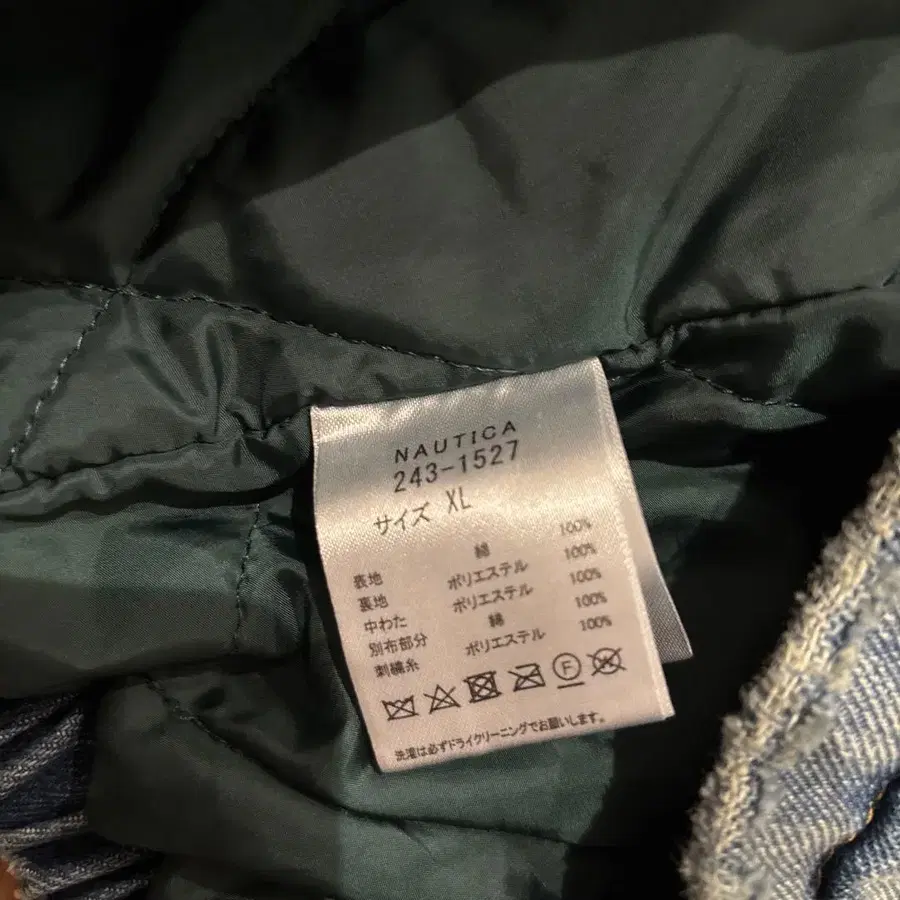 NAUTICA
243-1527
サイズ XL
表地 綿 100%
裏地 ポリエステル 100%
中わた ポリエステル 100%
別布部分 綿 100%
刺繍糸 ポリエステル 100%
F
洗濯は必ずドライクリーニングでお願いします。